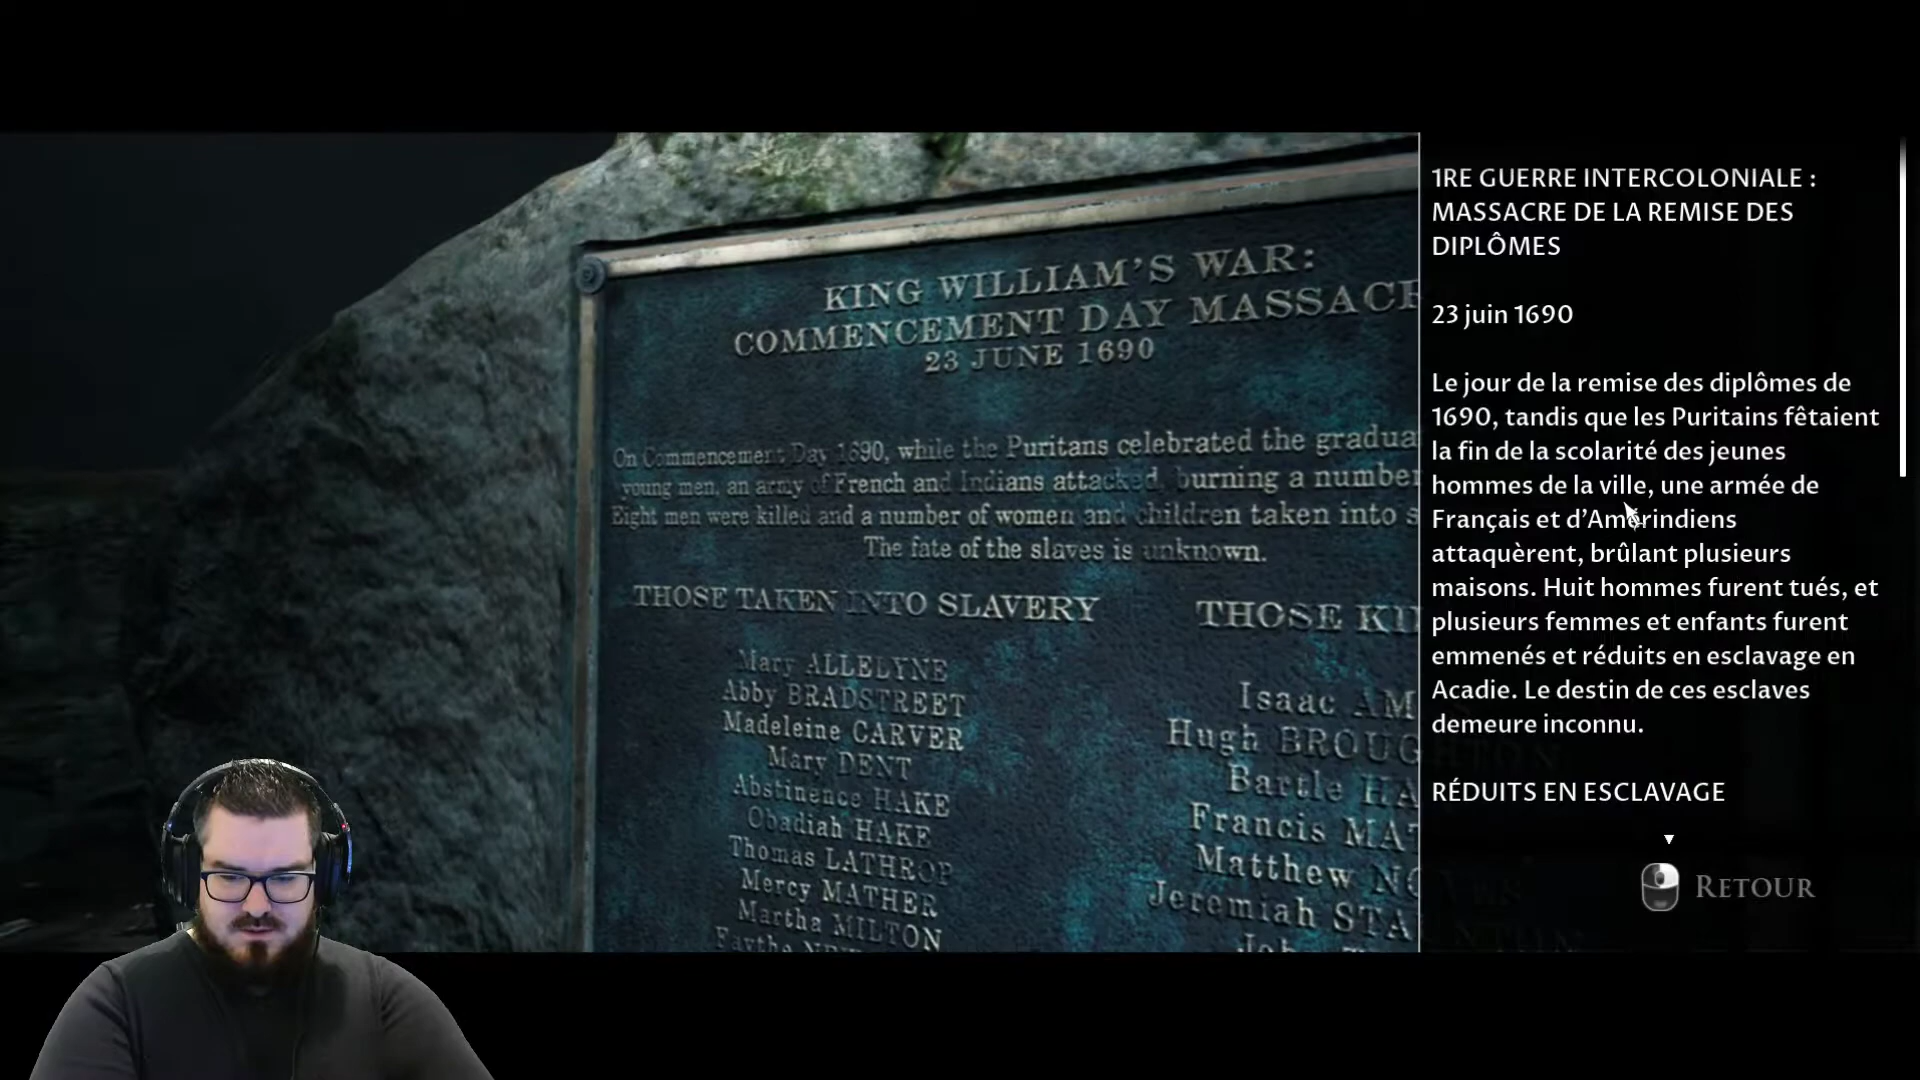 KING WILLIAM'S WAR:
COMMENCEMENT DAY MASSACR
23 JUNE 1690
On Commencement Day 1690, while the Puritans celebrated the gradua
young men, an army of French and Indians attacked, burning a number
Eight men were killed and a number of women and children taken into s
The fate of the slaves is unknown.
THOSE TAKEN INTO SLAVERY
Mary ALLELYNE
Abby BRADSTREET
Madeleine CARVER
Mary DENT
Abstinence HAKE
Obadiah HAKE
Thomas LATHROP
Mercy MATHER
Martha MILTON
THOSE KI
Isaac AM
Hugh BROUG
Bartle HA
Francis MAT
Matthew NO
Jeremiah STA
1RE GUERRE INTERCOLONIALE :
MASSACRE DE LA REMISE DES
DIPLÔMES
23 juin 1690
Le jour de la remise des diplômes de
1690, tandis que les Puritains fêtaient
la fin de la scolarité des jeunes
hommes de la ville, une armée de
Français et d'Amérindiens
attaquèrent, brûlant plusieurs
maisons. Huit hommes furent tués, et
plusieurs femmes et enfants furent
emmenés et réduits en esclavage en
Acadie. Le destin de ces esclaves
demeure inconnu.
RÉDUITS EN ESCLAVAGE
RETOUR